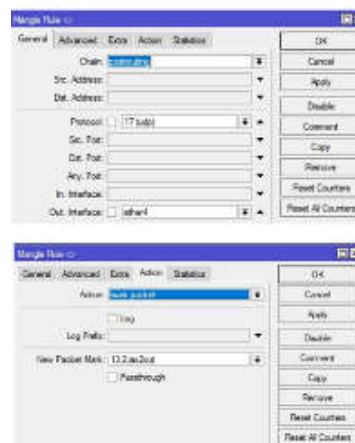 Mangle Rule <>
General Advanced Extra Action Statistics
Chain: postrouting
Src. Address:
Dst. Address:
Protocol: 17 (udp)
Src. Port:
Dst. Port:
Any. Port:
In. Interface:
Out. Interface: ether4
OK
Cancel
Apply
Disable
Comment
Copy
Remove
Reset Counters
Reset All Counters
Mangle Rule <>
General Advanced Extra Action Statistics
Action: mark packet
Log
Log Prefix:
New Packet Mark:
Passthrough
OK
Cancel
Apply
Disable
Comment
Copy
Remove
Reset Counters
Reset All Counters